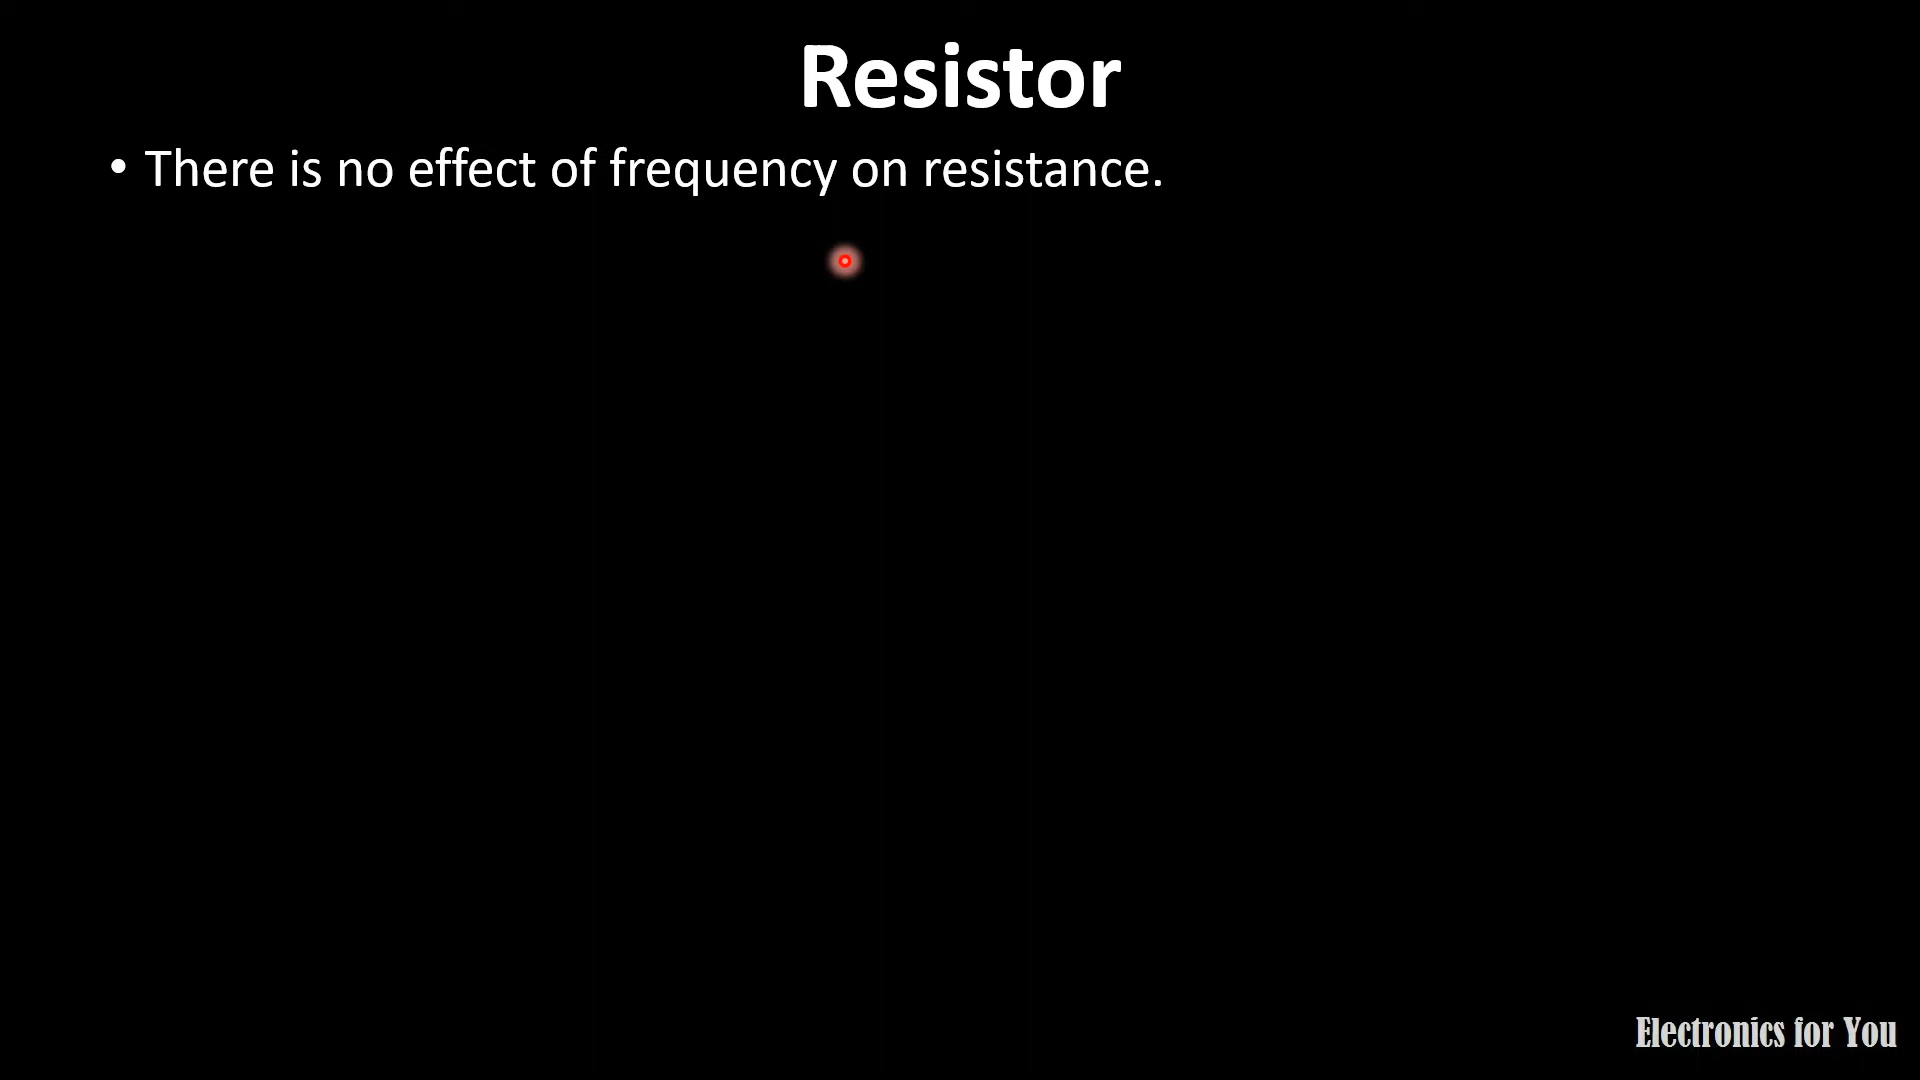 Resistor
• There is no effect of frequency on resistance.
Electronics for You